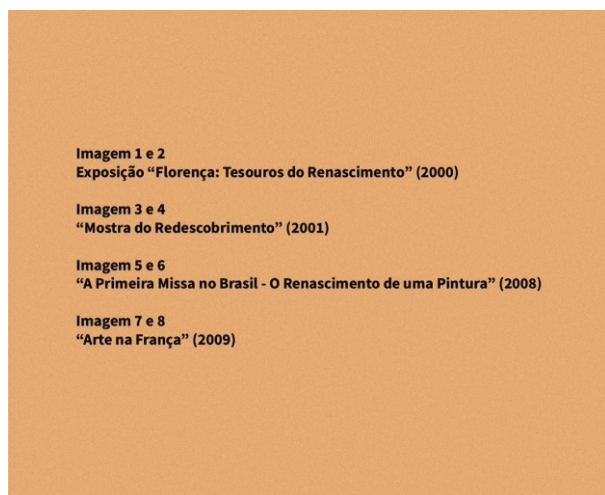 Imagem 1 e 2
Exposição “Florença: Tesouros do Renascimento” (2000)
Imagem 3 e 4
“Mostra do Redescobrimento” (2001)
Imagem 5 e 6
“A Primeira Missa no Brasil - O Renascimento de uma Pintura” (2008)
Imagem 7 e 8
“Arte na França” (2009)